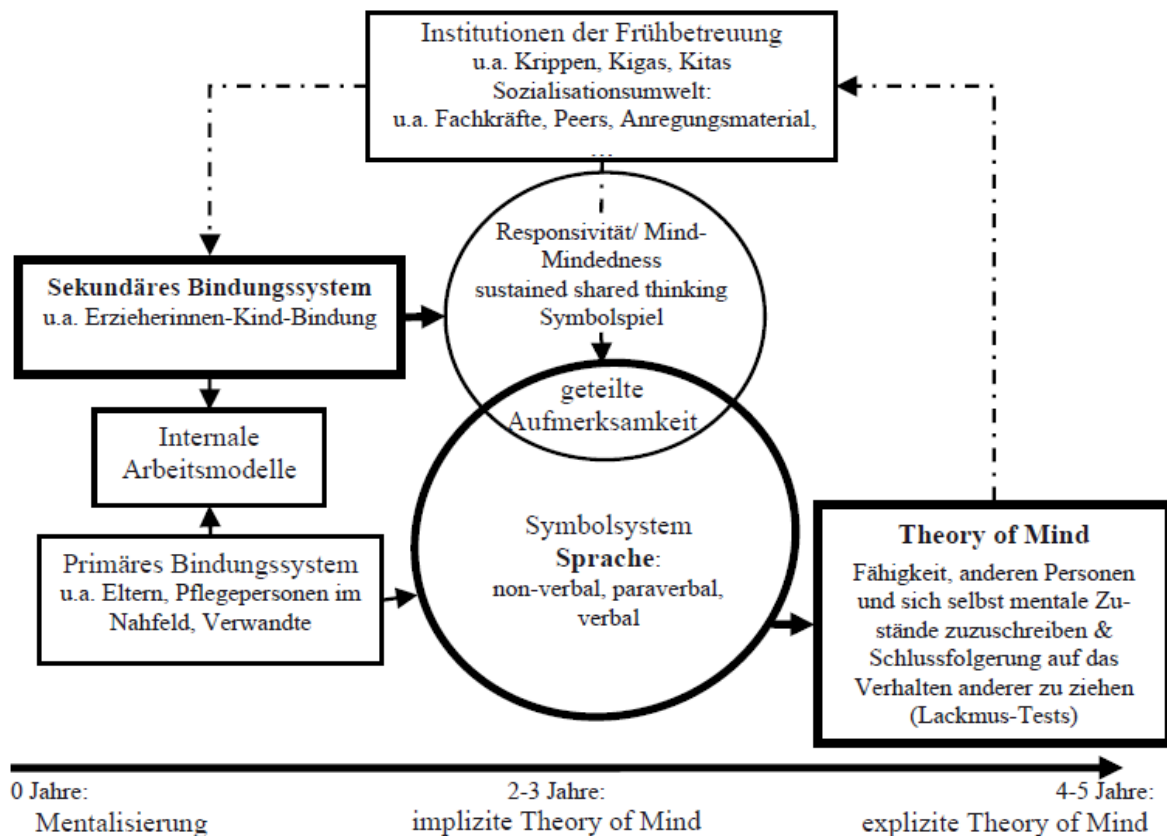 Institutionen der Frühbetreuung
u.a. Krippen, Kigas, Kitas
Sozialisationsumwelt:
u.a. Fachkräfte, Peers, Anregungsmaterial,
...
Responsivität/ Mind-
Mindedness
sustained shared thinking
Symbolspiel
Sekundäres Bindungssystem
u.a. Erzieherinnen-Kind-Bindung
geteilte
Aufmerksamkeit
Internale
Arbeitsmodelle
Primäres Bindungssystem
u.a. Eltern, Pflegepersonen im
Nahfeld, Verwandte
Symbolsystem
Sprache:
non-verbal, paraverbal,
verbal
Theory of Mind
Fähigkeit, anderen Personen
und sich selbst mentale Zu-
stände zuzuschreiben &
Schlussfolgerung auf das
Verhalten anderer zu ziehen
(Lackmus-Tests)
0 Jahre:
Mentalisierung
2-3 Jahre:
implizite Theory of Mind
4-5 Jahre:
explizite Theory of Mind